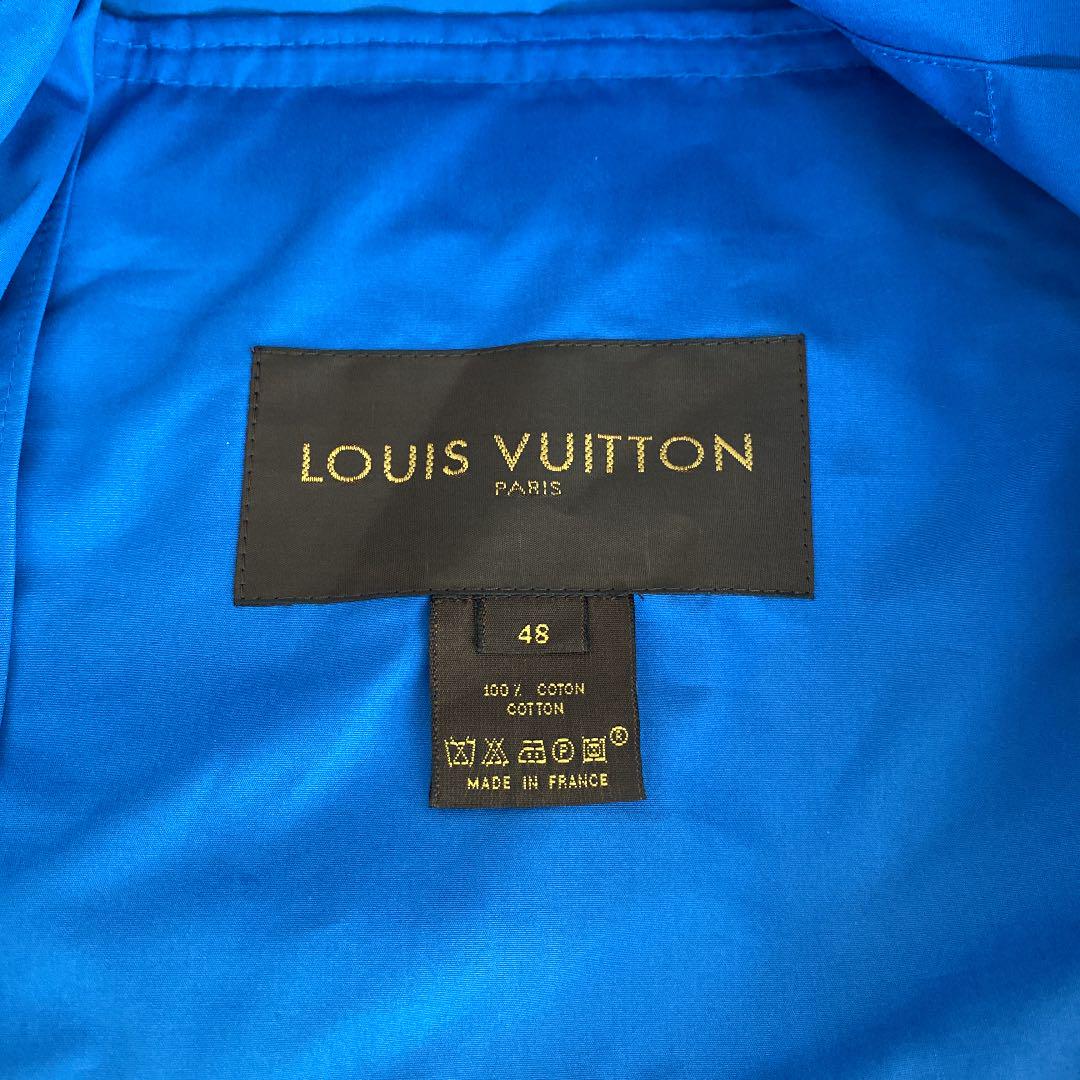 LOUIS VUITTON
PARIS
48
100% COTON
COTTON
P ®
MADE IN FRANCE